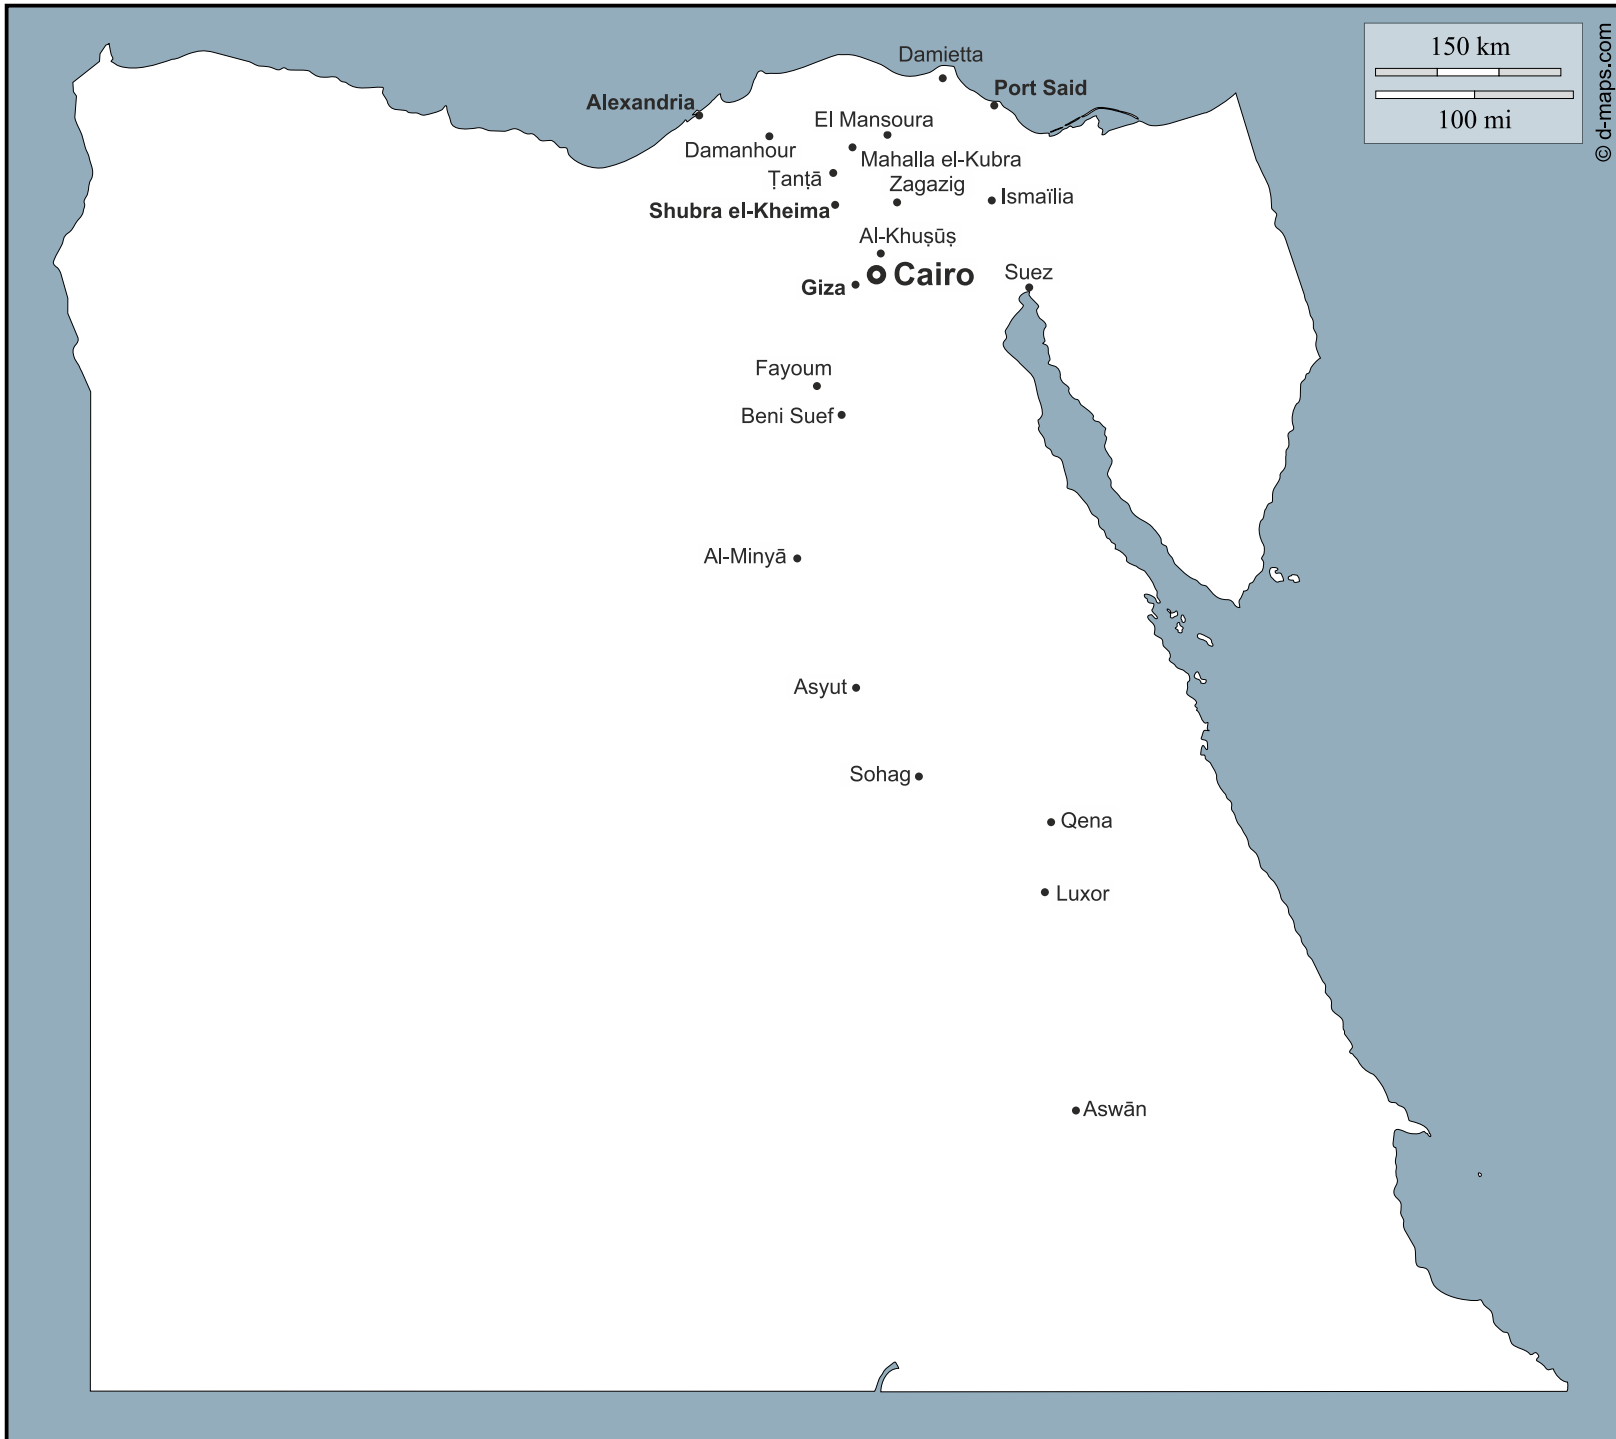 150 km
100 mi
© d-maps.com
Damietta
Port Said
Alexandria
El Mansoura
Damanhour
Mahalla el-Kubra
Ṭanṭā
Zagazig
Ismaïlia
Shubra el-Kheima
Al-Khuṣūṣ
Cairo
Suez
Giza
Fayoum
Beni Suef
Al-Minyā
Asyut
Sohag
Qena
Luxor
Aswān